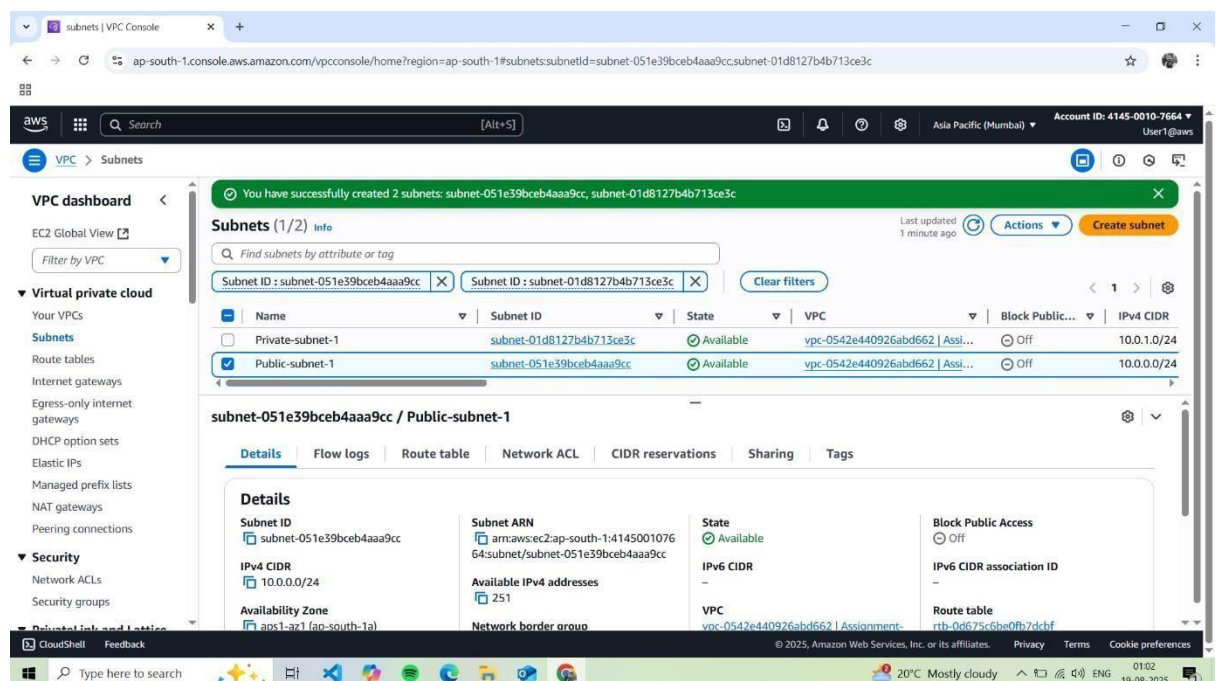 subnets | VPC Console
ap-south-1.console.aws.amazon.com/vpcconsole/home?region=ap-south-1#subnets:subnetId=subnet-051e39bceb4aaa9cc,subnet-01d8127b4b713ce3c
aws Search [Alt+S] Asia Pacific (Mumbai) Account ID: 4145-0010-7664
User1@aws
VPC > Subnets
You have successfully created 2 subnets: subnet-051e39bceb4aaa9cc, subnet-01d8127b4b713ce3c
VPC dashboard
EC2 Global View
Filter by VPC
Virtual private cloud
Your VPCs
Subnets
Route tables
Internet gateways
Egress-only internet
gateways
DHCP option sets
Elastic IPs
Managed prefix lists
NAT gateways
Peering connections
Security
Network ACLs
Security groups
PrivateLink and Lattice
Subnets (1/2) Info
Last updated
1 minute ago
Actions
Create subnet
Find subnets by attribute or tag
Subnet ID : subnet-051e39bceb4aaa9cc Subnet ID : subnet-01d8127b4b713ce3c Clear filters
1
Name Subnet ID State VPC Block Public... IPv4 CIDR
Private-subnet-1 subnet-01d8127b4b713ce3c Available vpc-0542e440926abd662 | Assi... Off 10.0.1.0/24
Public-subnet-1 subnet-051e39bceb4aaa9cc Available vpc-0542e440926abd662 | Assi... Off 10.0.0.0/24
subnet-051e39bceb4aaa9cc / Public-subnet-1
Details Flow logs Route table Network ACL CIDR reservations Sharing Tags
Details
Subnet ID
subnet-051e39bceb4aaa9cc
Subnet ARN
arn:aws:ec2:ap-south-1:4145001076
64:subnet/subnet-051e39bceb4aaa9cc
State
Available
Block Public Access
Off
IPv4 CIDR
10.0.0.0/24
Available IPv4 addresses
251
IPv6 CIDR
–
IPv6 CIDR association ID
–
Availability Zone
aps1-az1 (ap-south-1a)
Network border group
VPC
vpc-0542e440926abd662 | Assignment-
Route table
rtb-0d675c6be0fb7dcbf
CloudShell Feedback © 2025, Amazon Web Services, Inc. or its affiliates. Privacy Terms Cookie preferences
Type here to search 20°C Mostly cloudy ENG 01:02
19-08-2025